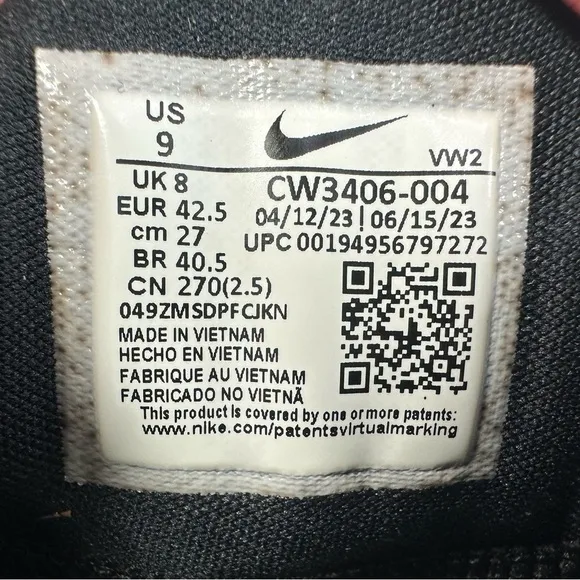 US
9
VW2
UK 8
CW3406-004
EUR 42.5
04/12/23 | 06/15/23
cm 27
UPC 00194956797272
BR 40.5
CN 270(2.5)
049ZMSDPFCJKN
MADE IN VIETNAM
HECHO EN VIETNAM
FABRIQUE AU VIETNAM
FABRICADO NO VIETNÃ
This product is covered by one or more patents:
www.nike.com/patentsvirtualmarking